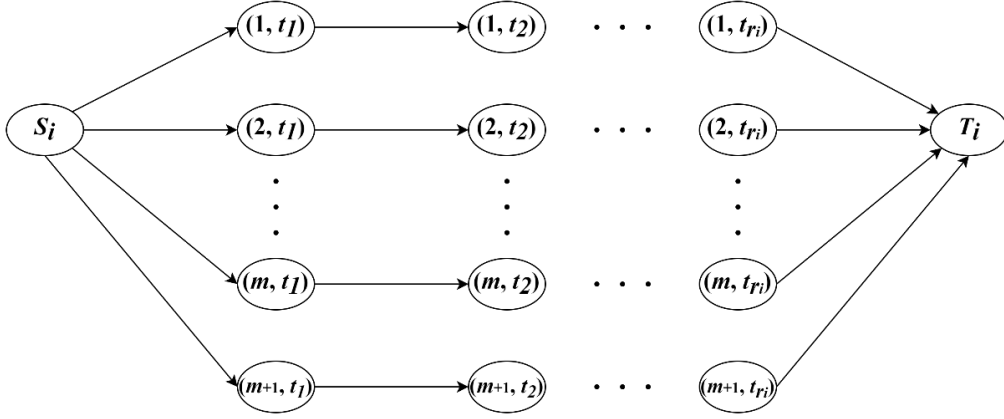 (1, t1) (1, t2) . . . (1, tri)
Si (2, t1) (2, t2) . . . (2, tri) Ti
(m, t1) (m, t2) . . . (m, tri)
(m+1, t1) (m+1, t2) . . . (m+1, tri)